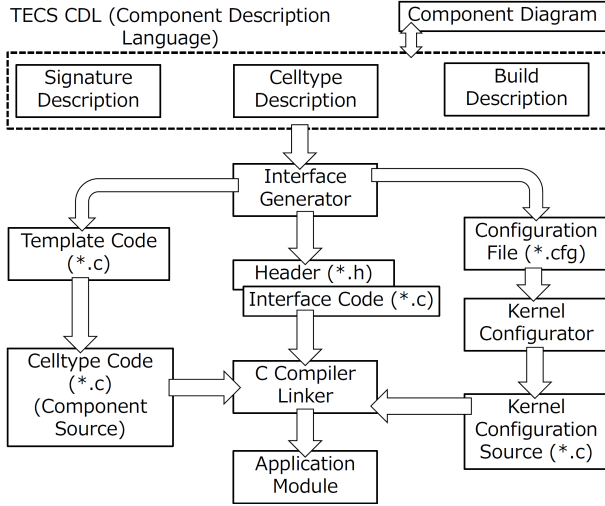 TECS CDL (Component Description
Language)
Component Diagram
Signature
Description
Celltype
Description
Build
Description
Interface
Generator
Template Code
(*.c)
Header (*.h)
Interface Code (*.c)
Configuration
File (*.cfg)
Kernel
Configurator
Celltype Code
(*.c)
(Component
Source)
C Compiler
Linker
Kernel
Configuration
Source (*.c)
Application
Module